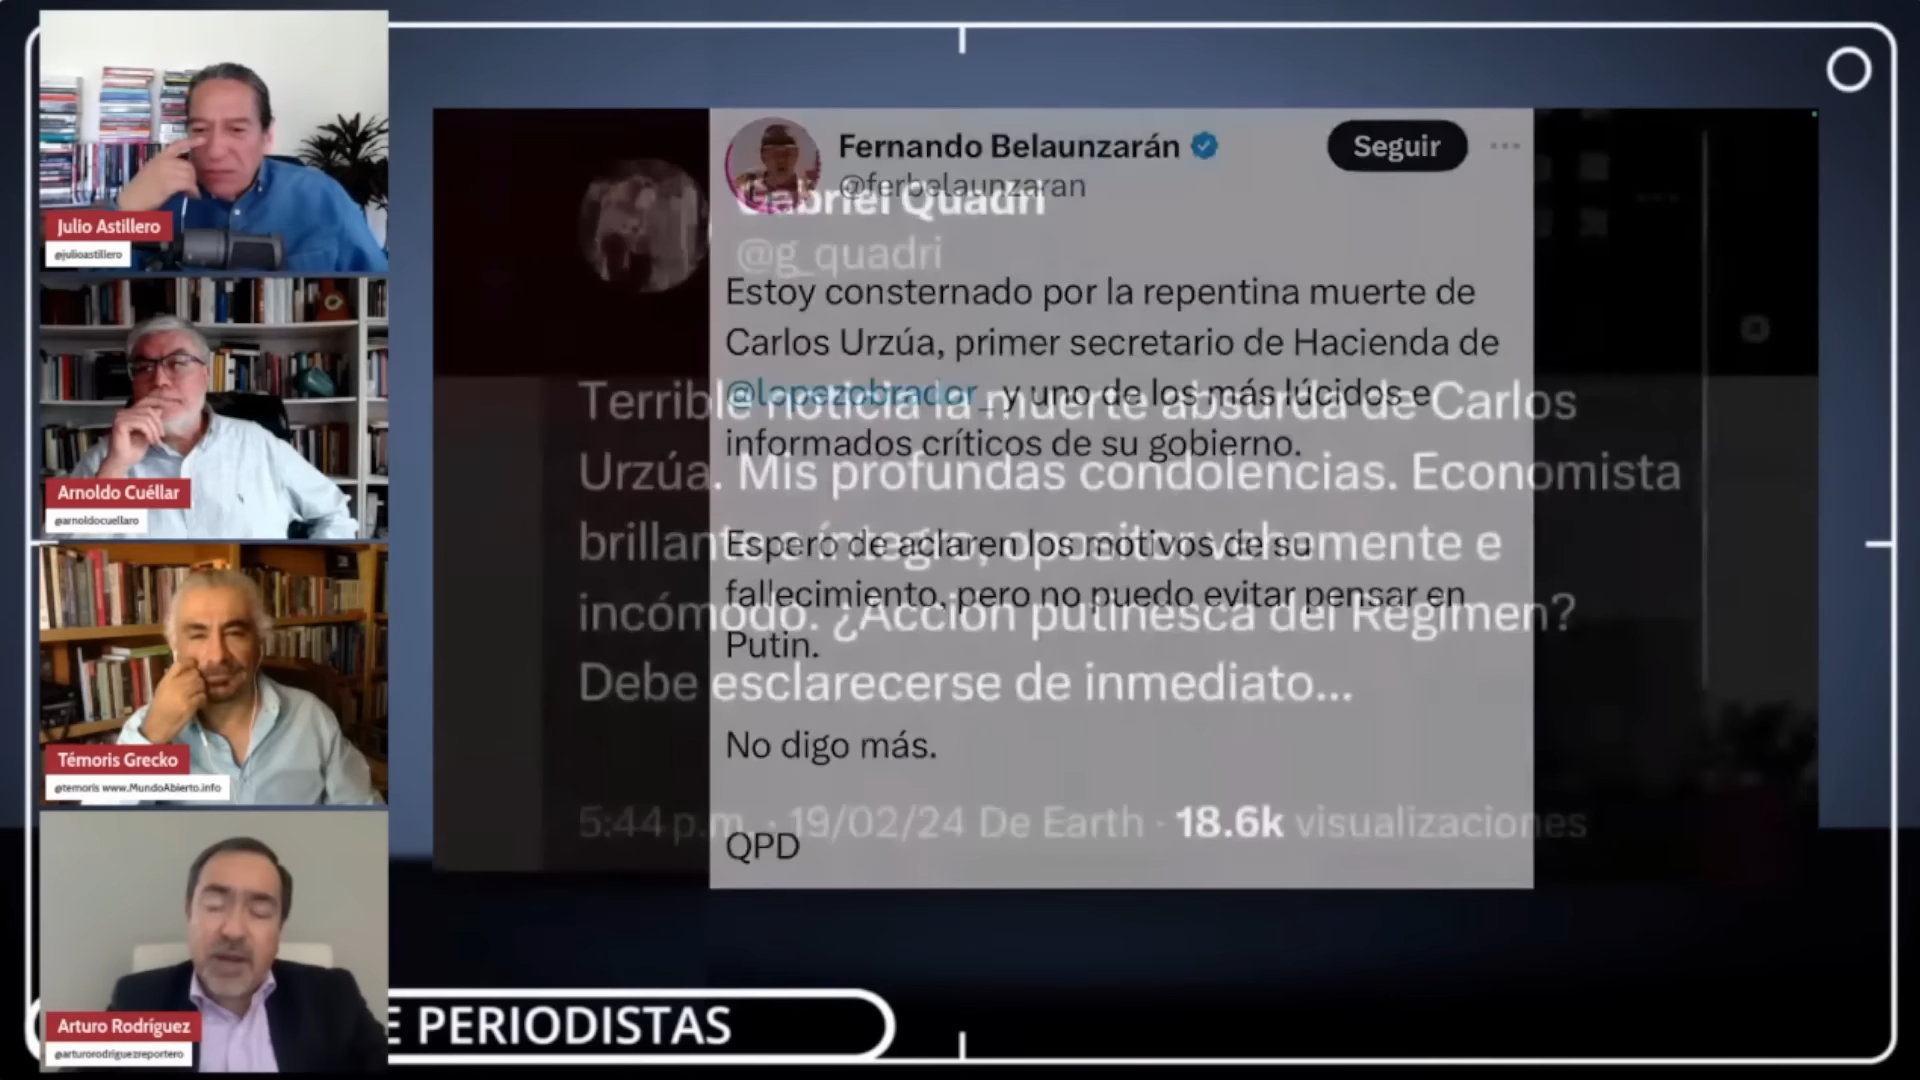 Julio Astillero
@julioastillero
Arnoldo Cuéllar
@arnoldocuellaro
Témoris Grecko
@temoris www.MundoAbierto.info
Arturo Rodríguez
@arturorodriguezreportero
Fernando Belaunzarán
@ferbelaunzaran
Seguir
Estoy consternado por la repentina muerte de
Carlos Urzúa, primer secretario de Hacienda de
@lopezobrador_ y uno de los más lúcidos e
informados críticos de su gobierno.
Espero de aclaren los motivos de su
fallecimiento, pero no puedo evitar pensar en
Putin.
No digo más.
QPD
Gabriel Quadri
@g_quadri
Terrible noticia la muerte absurda de Carlos
Urzúa. Mis profundas condolencias. Economista
brillante e íntegro, opositor vehemente e
incómodo. ¿Acción putinesca del Régimen?
Debe esclarecerse de inmediato...
5:44 p.m. · 19/02/24 De Earth · 18.6k visualizaciones
E PERIODISTAS